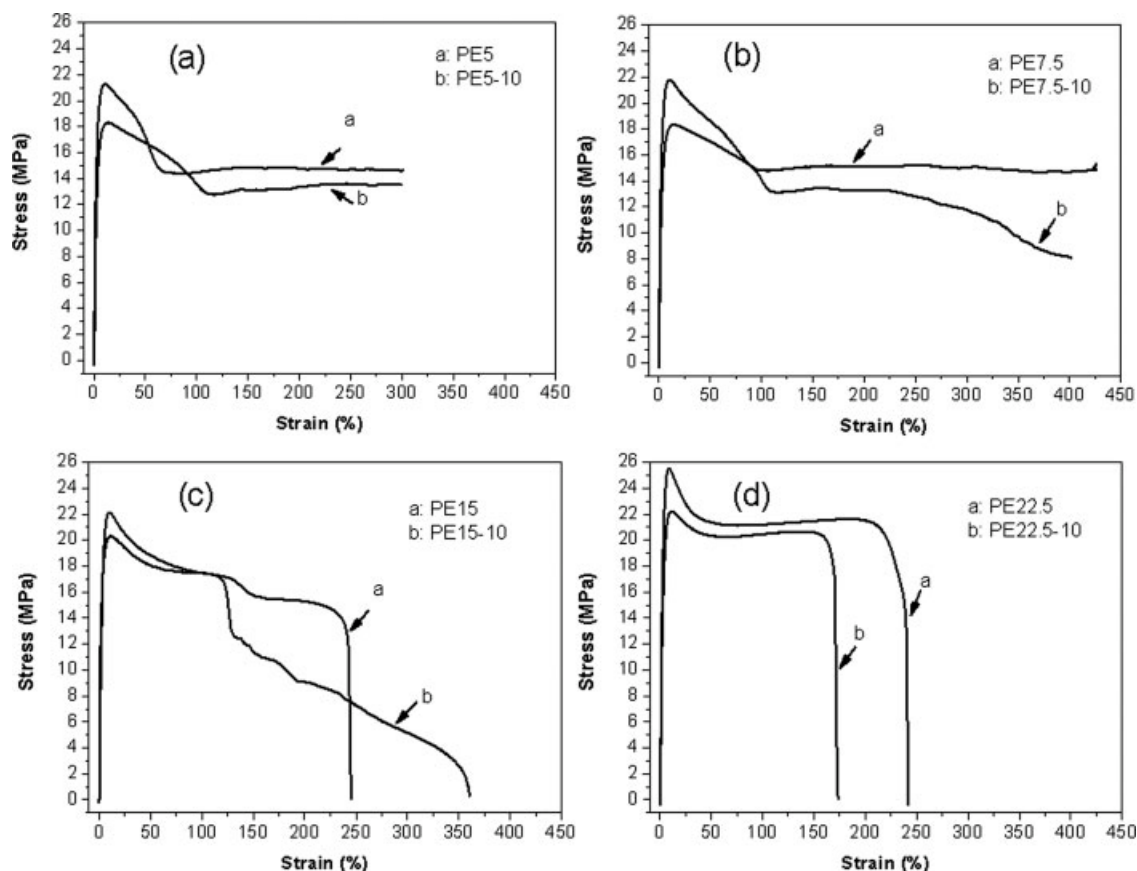 (a)
a: PE5
b: PE5-10
a
b
Stress (MPa)
26
24
22
20
18
16
14
12
10
8
6
4
2
0
0 50 100 150 200 250 300 350 400 450
Strain (%)
(b)
a: PE7.5
b: PE7.5-10
a
b
Stress (MPa)
26
24
22
20
18
16
14
12
10
8
6
4
2
0
0 50 100 150 200 250 300 350 400 450
Strain (%)
(c)
a: PE15
b: PE15-10
a
b
Stress (MPa)
26
24
22
20
18
16
14
12
10
8
6
4
2
0
0 50 100 150 200 250 300 350 400 450
Strain (%)
(d)
a: PE22.5
b: PE22.5-10
a
b
Stress (MPa)
26
24
22
20
18
16
14
12
10
8
6
4
2
0
0 50 100 150 200 250 300 350 400 450
Strain (%)